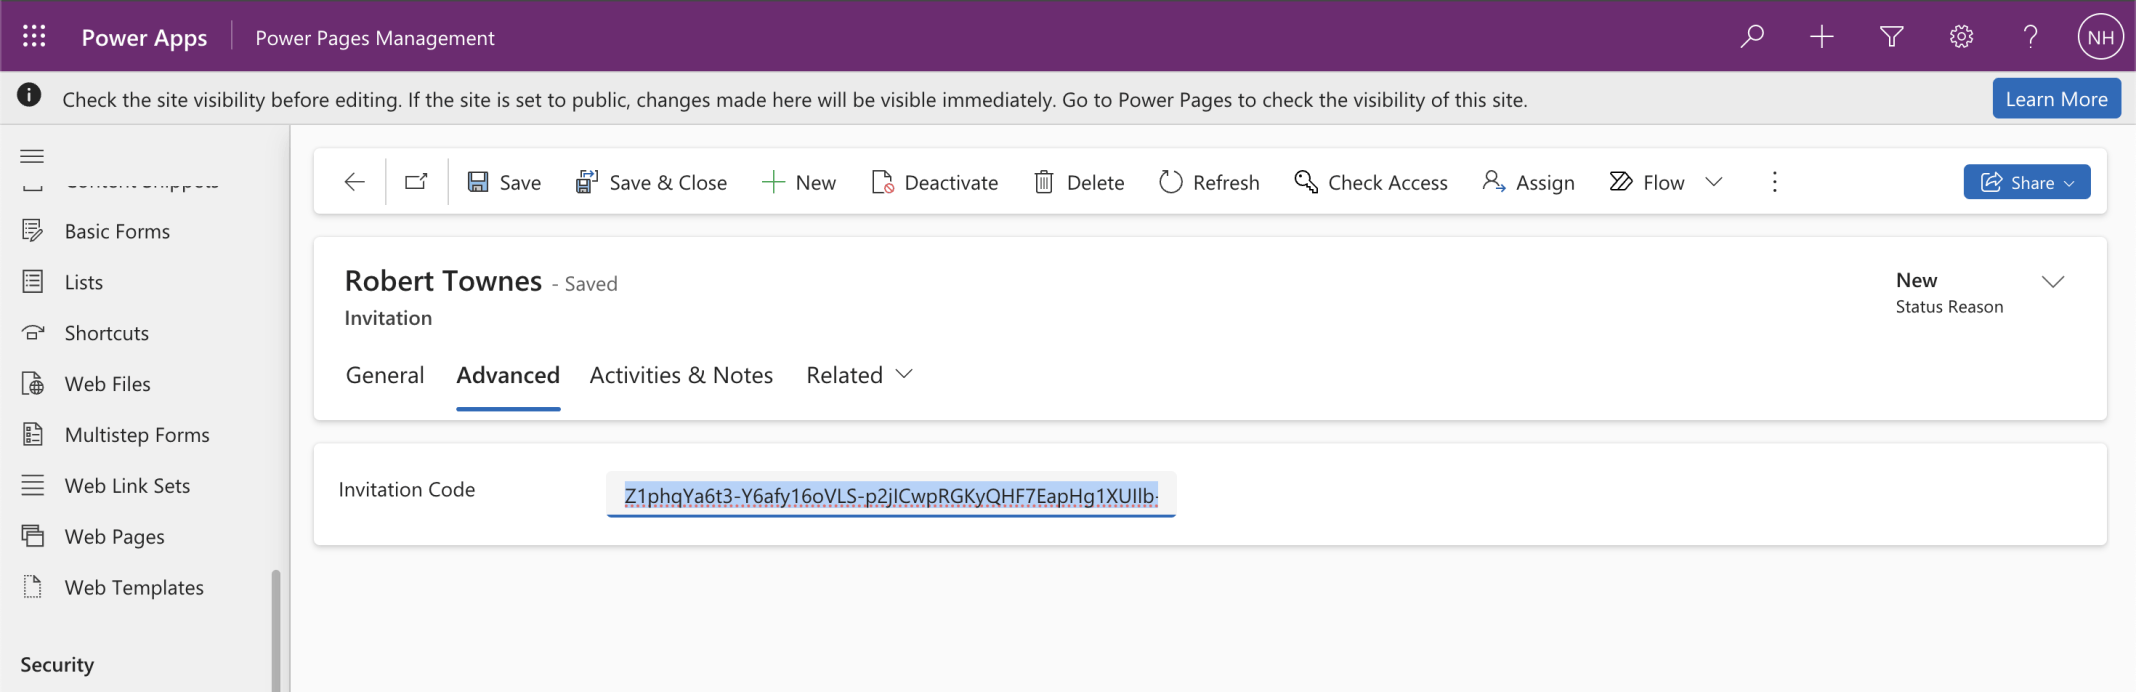 Power Apps
Power Pages Management
NH
Check the site visibility before editing. If the site is set to public, changes made here will be visible immediately. Go to Power Pages to check the visibility of this site.
Learn More
Content Snippets
Basic Forms
Lists
Shortcuts
Web Files
Multistep Forms
Web Link Sets
Web Pages
Web Templates
Security
Save
Save & Close
New
Deactivate
Delete
Refresh
Check Access
Assign
Flow
Share
Robert Townes - Saved
Invitation
New
Status Reason
General
Advanced
Activities & Notes
Related
Invitation Code
Z1phqYa6t3-Y6afy16oVLS-p2jICwpRGKyQHF7EapHg1XUIlb-